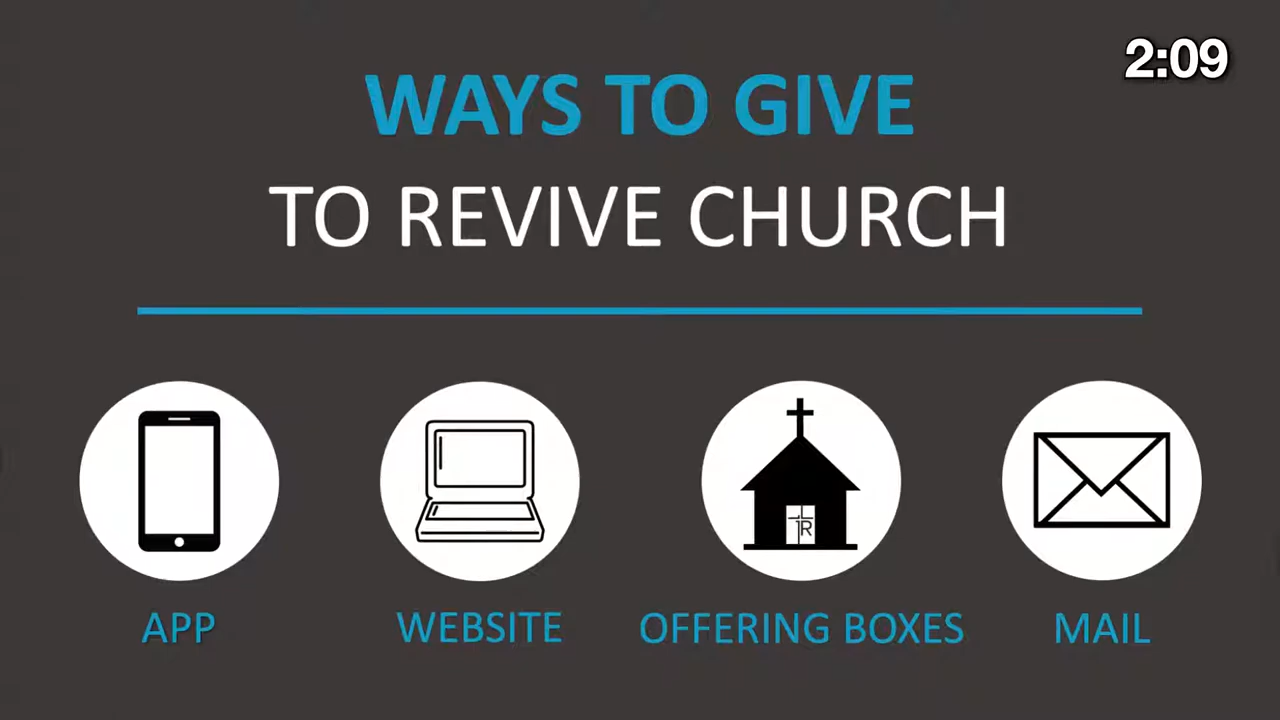 2:09
WAYS TO GIVE
TO REVIVE CHURCH
R
APP
WEBSITE
OFFERING BOXES
MAIL